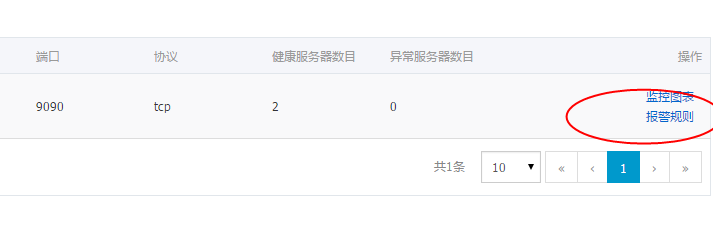 端口 协议 健康服务器数目 异常服务器数目 操作
9090 tcp 2 0 监控图表
报警规则
共1条 10 « ‹ 1 › »